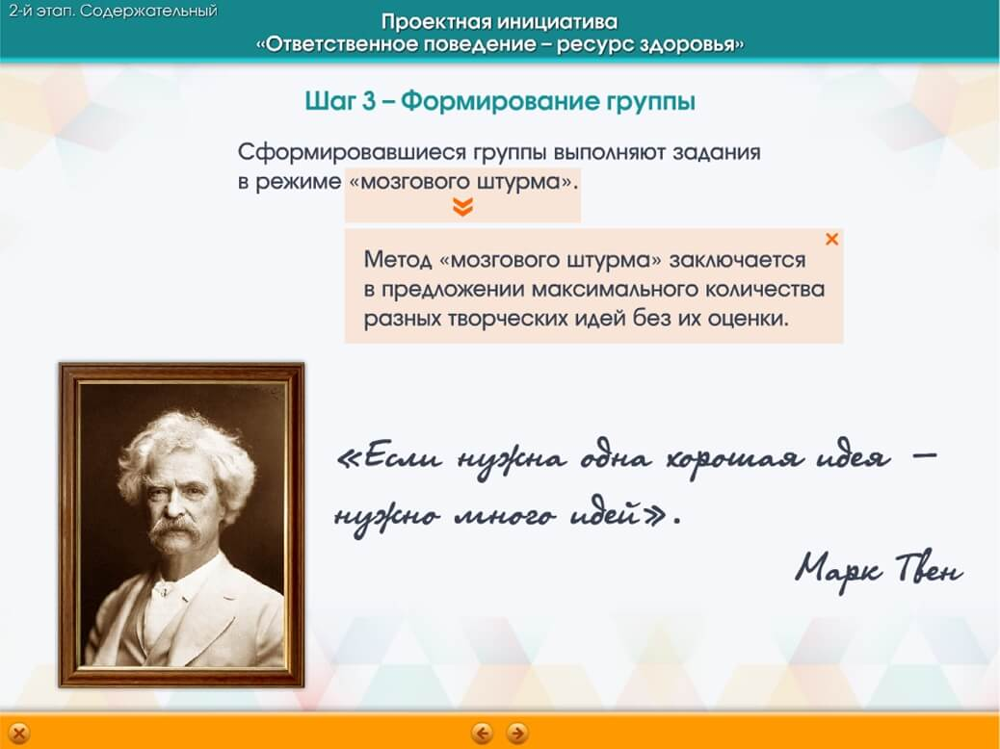 2-й этап. Содержательный
Проектная инициатива
«Ответственное поведение – ресурс здоровья»
Шаг 3 – Формирование группы
Сформировавшиеся группы выполняют задания
в режиме «мозгового штурма».
Метод «мозгового штурма» заключается
в предложении максимального количества
разных творческих идей без их оценки.
«Если нужна одна хорошая идея –
нужно много идей».
Марк Твен